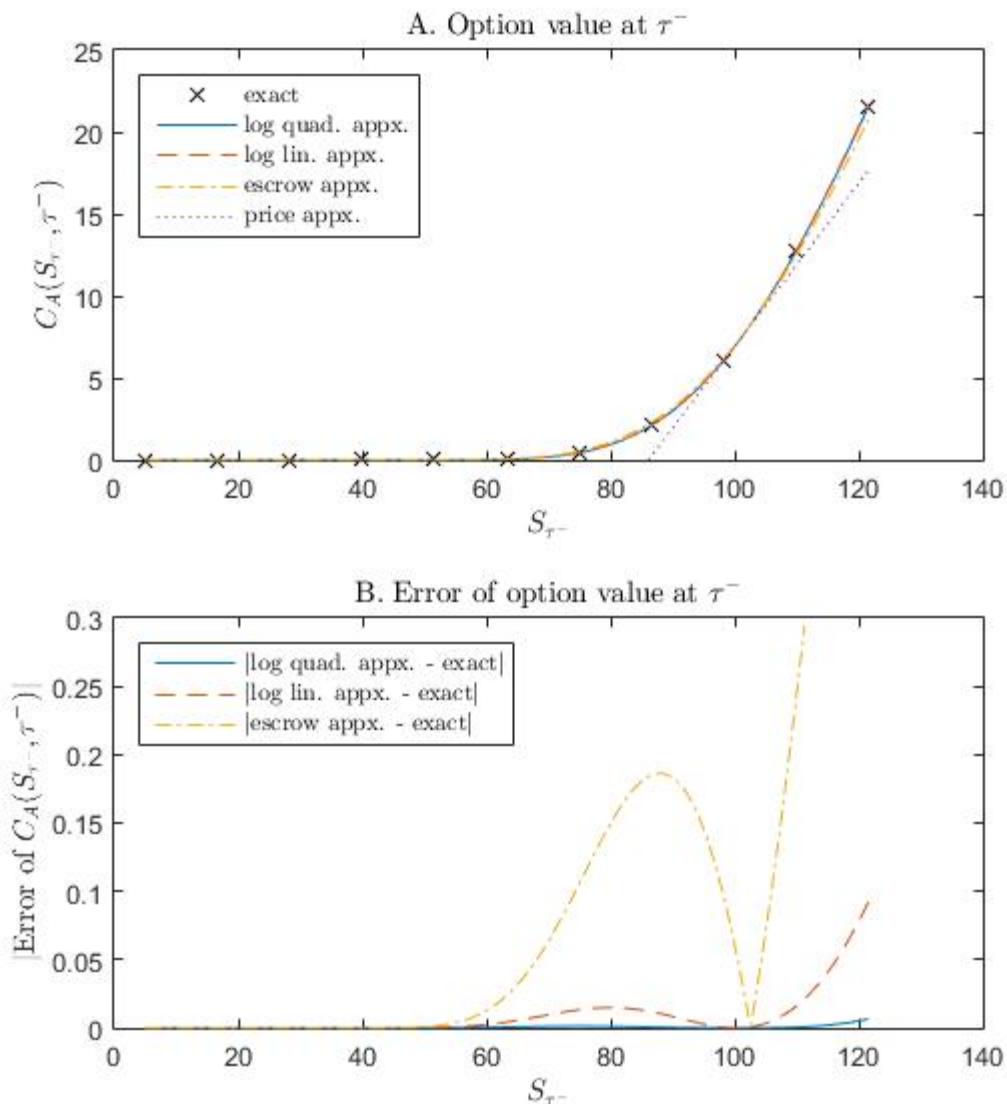 A. Option value at τ⁻
25
20
15
10
5
0
C_A(S_τ⁻, τ⁻)
exact
log quad. appx.
log lin. appx.
escrow appx.
price appx.
0 20 40 60 80 100 120 140
S_τ⁻
B. Error of option value at τ⁻
0.3
0.25
0.2
0.15
0.1
0.05
0
|Error of C_A(S_τ⁻, τ⁻)|
|log quad. appx. - exact|
|log lin. appx. - exact|
|escrow appx. - exact|
0 20 40 60 80 100 120 140
S_τ⁻